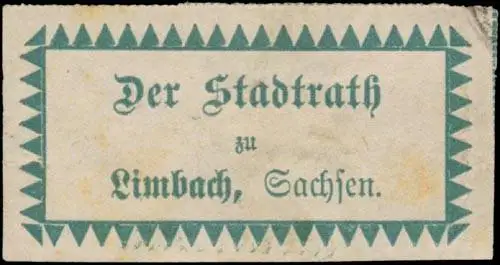 Der Stadtrath
zu
Limbach, Sachsen.